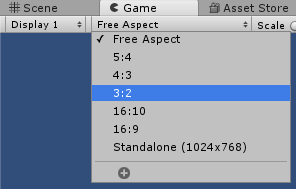 Scene Game Asset Store
Display 1 Free Aspect Scale
Free Aspect
5:4
4:3
3:2
16:10
16:9
Standalone (1024x768)